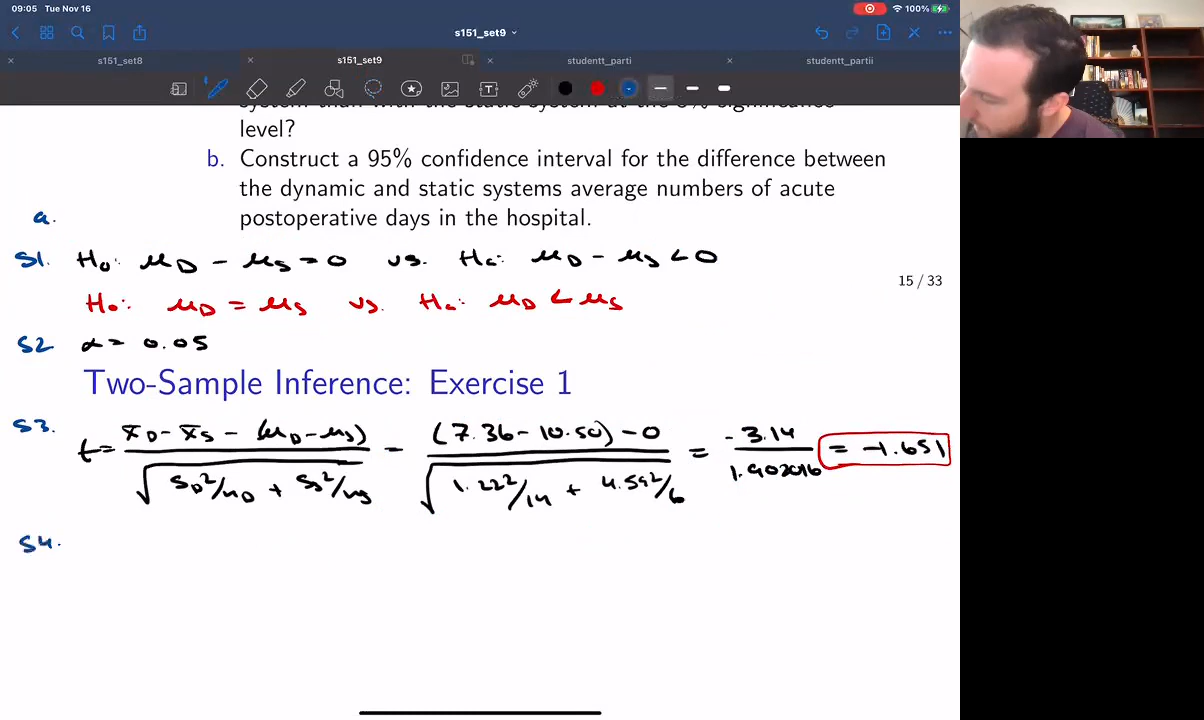 09:05 Tue Nov 16
100%
s151_set9
s151_set8
s151_set9
studentt_parti
studentt_partii
system than with the static system at the 5% significance
level?
b. Construct a 95% confidence interval for the difference between
the dynamic and static systems average numbers of acute
postoperative days in the hospital.
a.
S1. H₀: μD − μS = 0 vs. Hₐ: μD − μS < 0
15 / 33
H₀: μD = μS vs. Hₐ: μD < μS
S2 α = 0.05
Two-Sample Inference: Exercise 1
S3. t = (x̄D − x̄S − (μD − μS)) / √(SD²/nD + SS²/nS) = ((7.36 − 10.50) − 0) / √(1.22²/14 + 4.59²/6) = −3.14 / 1.902016 = −1.651
S4.